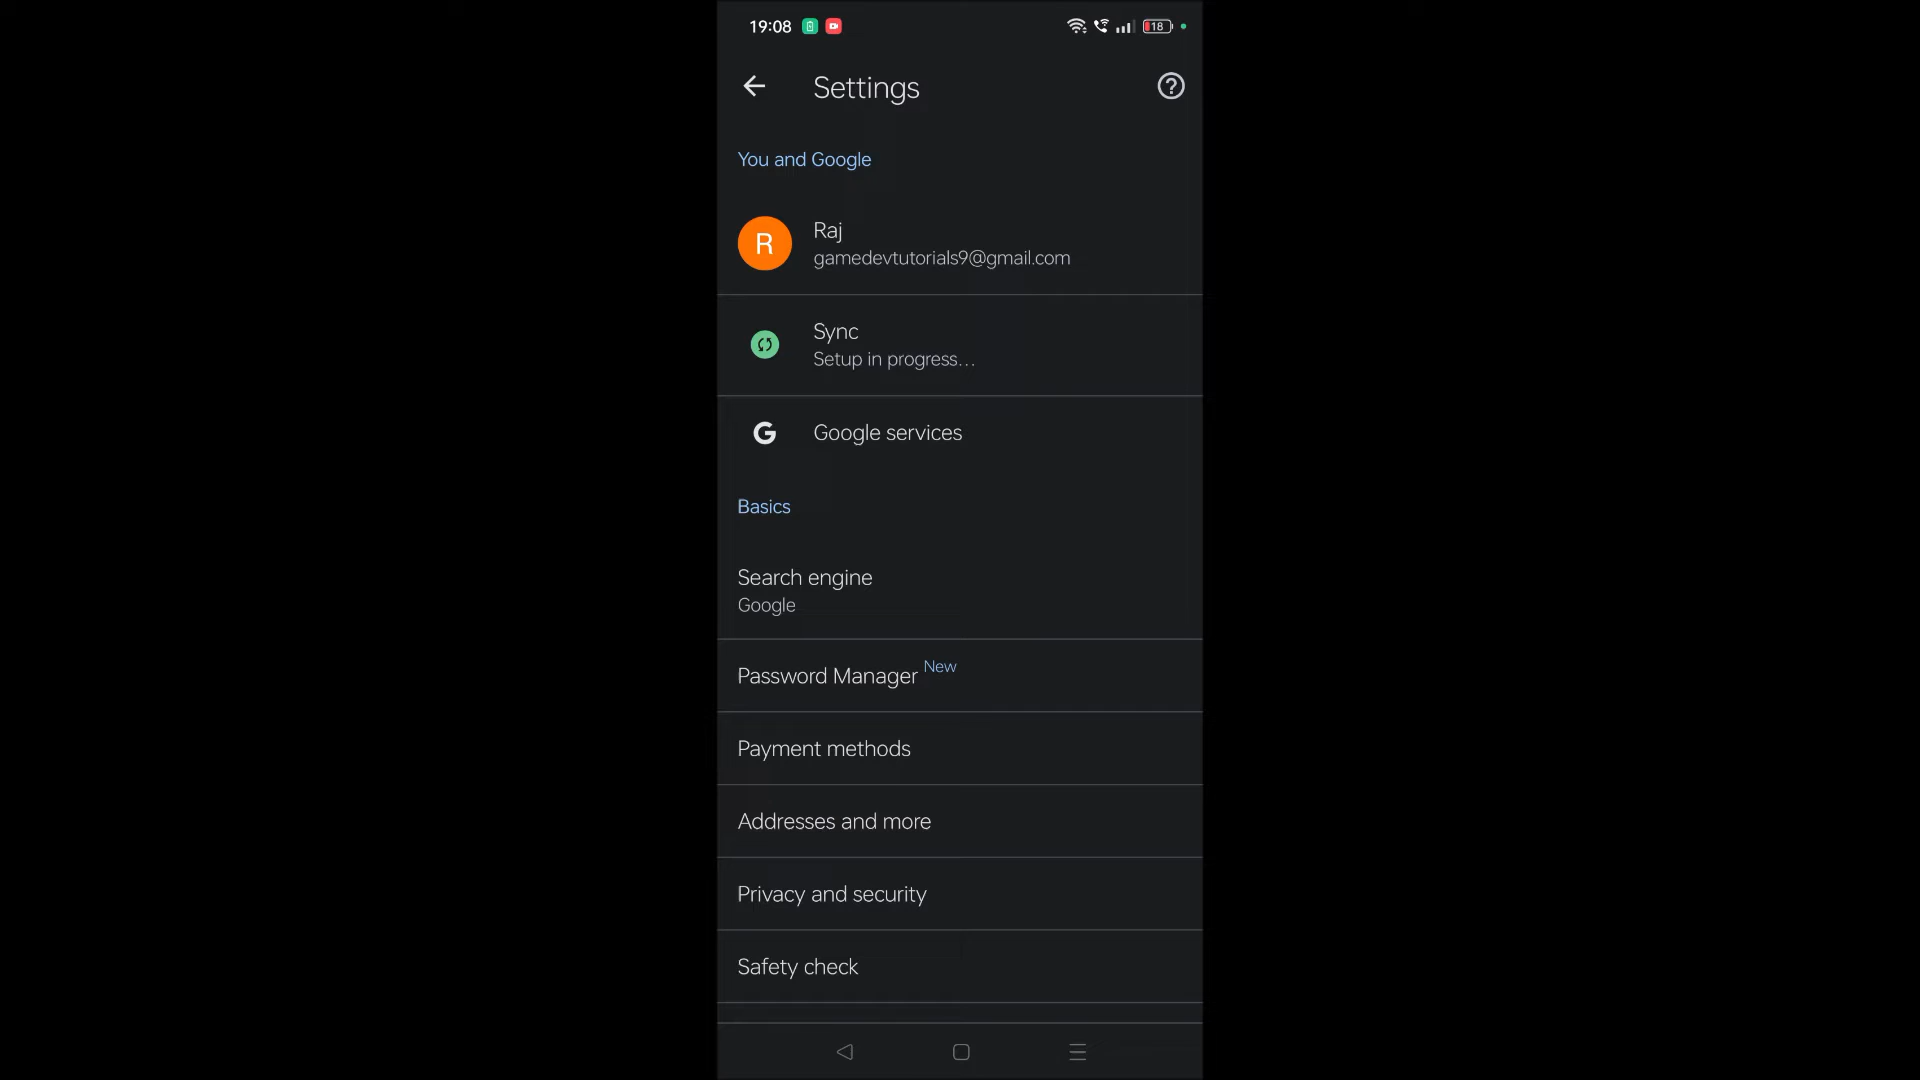 19:08
18
Settings
You and Google
R
Raj
gamedevtutorials9@gmail.com
Sync
Setup in progress...
Google services
Basics
Search engine
Google
Password Manager New
Payment methods
Addresses and more
Privacy and security
Safety check